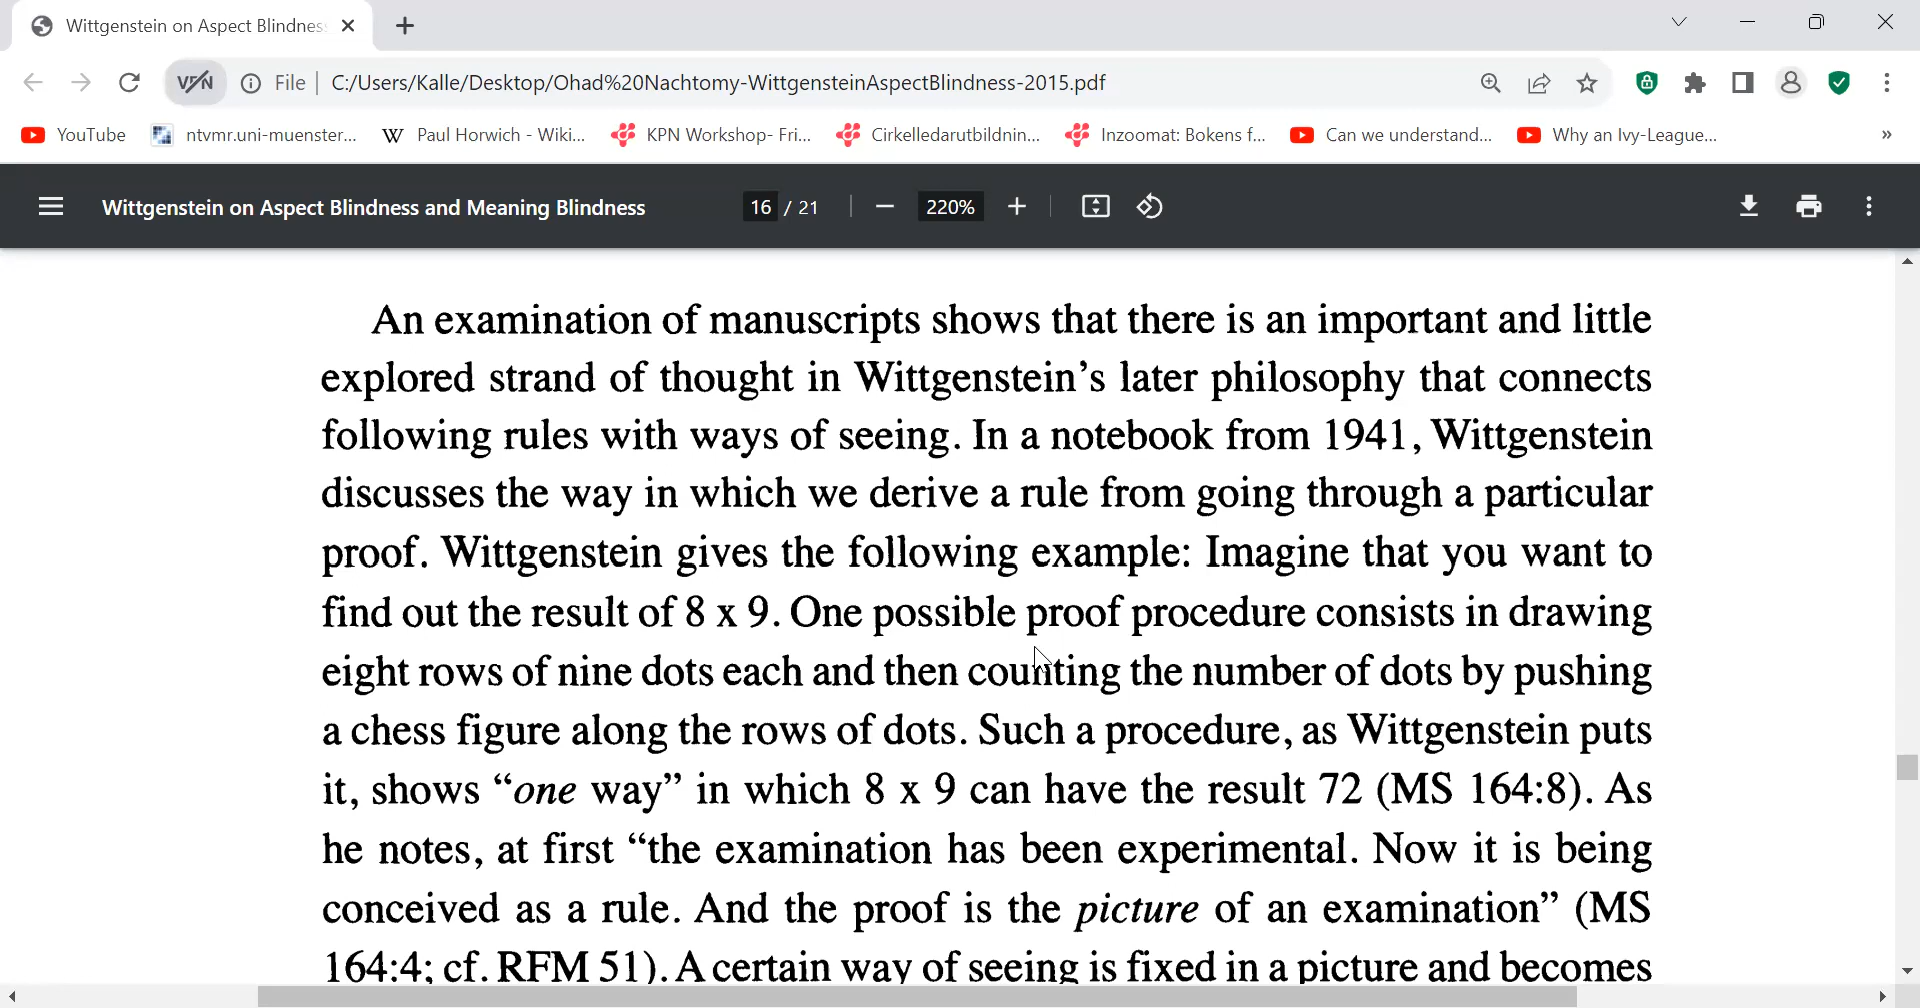 Wittgenstein on Aspect Blindnes
VPN File C:/Users/Kalle/Desktop/Ohad%20Nachtomy-WittgensteinAspectBlindness-2015.pdf
YouTube ntvmr.uni-muenster... W Paul Horwich - Wiki... KPN Workshop- Fri... Cirkelledarutbildnin... Inzoomat: Bokens f... Can we understand... Why an Ivy-League... »
Wittgenstein on Aspect Blindness and Meaning Blindness 16 / 21 220%
An examination of manuscripts shows that there is an important and little
explored strand of thought in Wittgenstein’s later philosophy that connects
following rules with ways of seeing. In a notebook from 1941, Wittgenstein
discusses the way in which we derive a rule from going through a particular
proof. Wittgenstein gives the following example: Imagine that you want to
find out the result of 8 x 9. One possible proof procedure consists in drawing
eight rows of nine dots each and then counting the number of dots by pushing
a chess figure along the rows of dots. Such a procedure, as Wittgenstein puts
it, shows “one way” in which 8 x 9 can have the result 72 (MS 164:8). As
he notes, at first “the examination has been experimental. Now it is being
conceived as a rule. And the proof is the picture of an examination” (MS
164:4; cf. RFM 51). A certain way of seeing is fixed in a picture and becomes